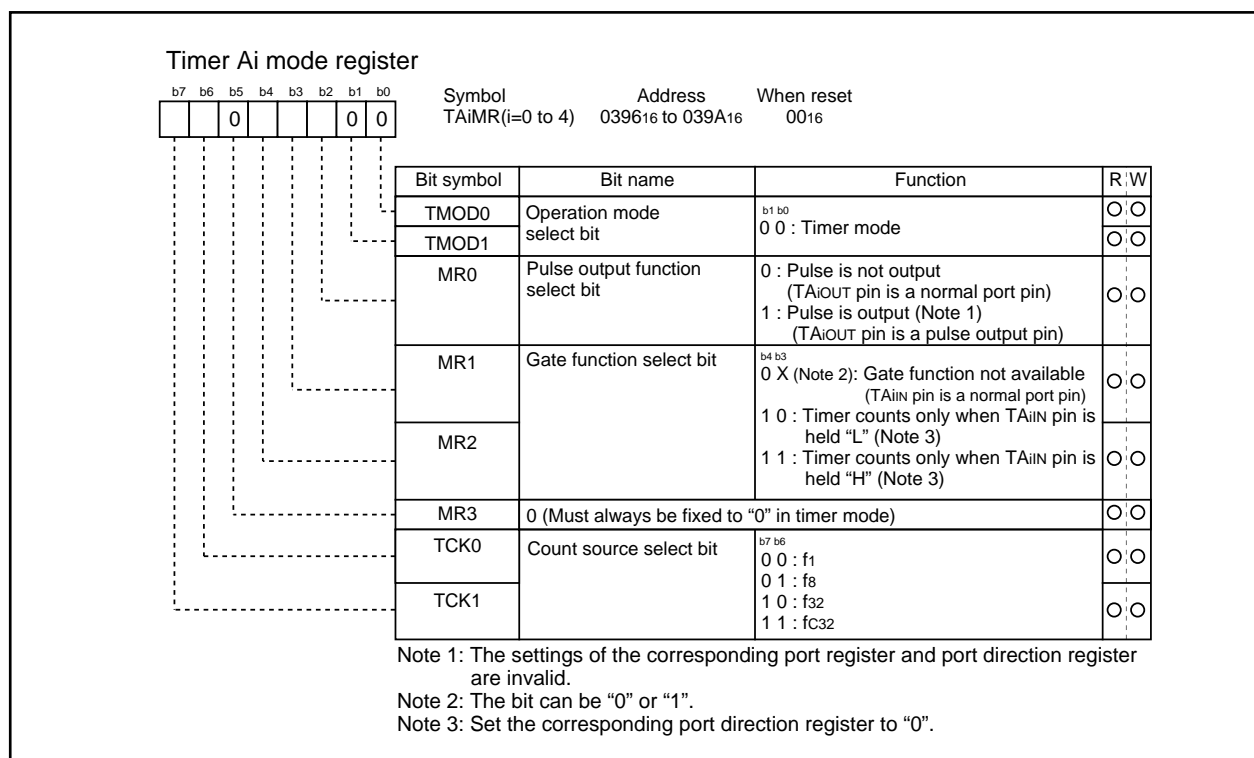 Timer Ai mode register
b7 b6 b5 b4 b3 b2 b1 b0
0 0 0
Symbol Address When reset
TAiMR(i=0 to 4) 039616 to 039A16 0016
Bit symbol Bit name Function R W
TMOD0 Operation mode select bit b1 b0
0 0 : Timer mode
TMOD1
MR0 Pulse output function select bit 0 : Pulse is not output
(TAiOUT pin is a normal port pin)
1 : Pulse is output (Note 1)
(TAiOUT pin is a pulse output pin)
MR1 Gate function select bit b4 b3
0 X (Note 2): Gate function not available
(TAiIN pin is a normal port pin)
1 0 : Timer counts only when TAiIN pin is
held “L” (Note 3)
MR2
1 1 : Timer counts only when TAiIN pin is
held “H” (Note 3)
MR3 0 (Must always be fixed to “0” in timer mode)
TCK0 Count source select bit b7 b6
0 0 : f1
0 1 : f8
TCK1 1 0 : f32
1 1 : fC32
Note 1: The settings of the corresponding port register and port direction register
are invalid.
Note 2: The bit can be “0” or “1”.
Note 3: Set the corresponding port direction register to “0”.